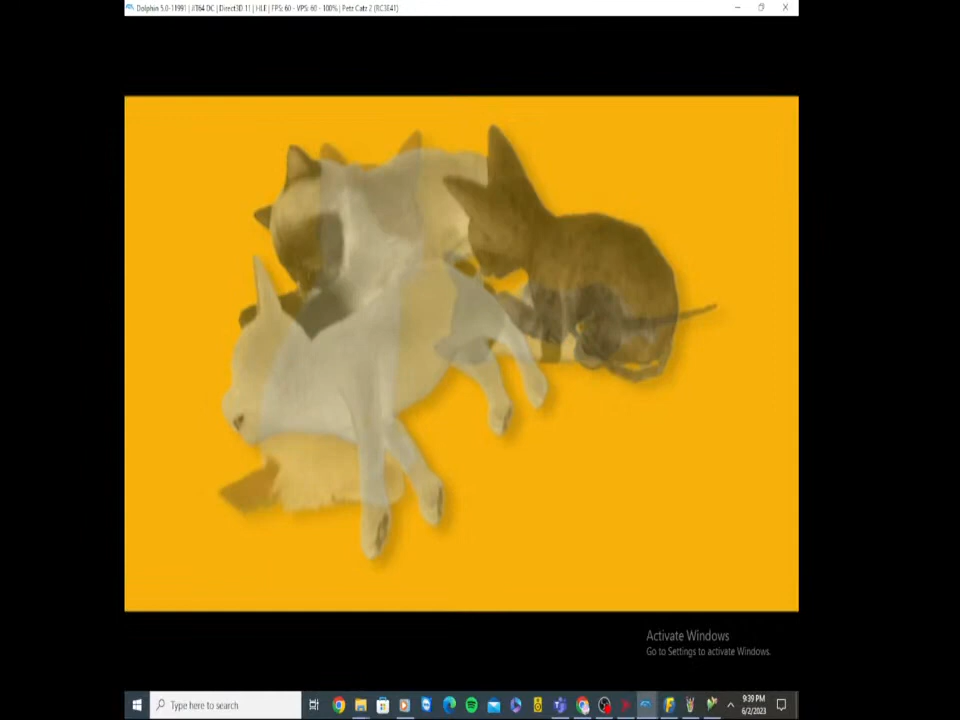 Dolphin 5.0-11991 | JIT64 DC | Direct3D 11 | HLE | FPS: 60 - VPS: 60 - 100% | Petz Catz 2 (RC3E41)
Activate Windows
Go to Settings to activate Windows.
Type here to search
9:39 PM
6/2/2023